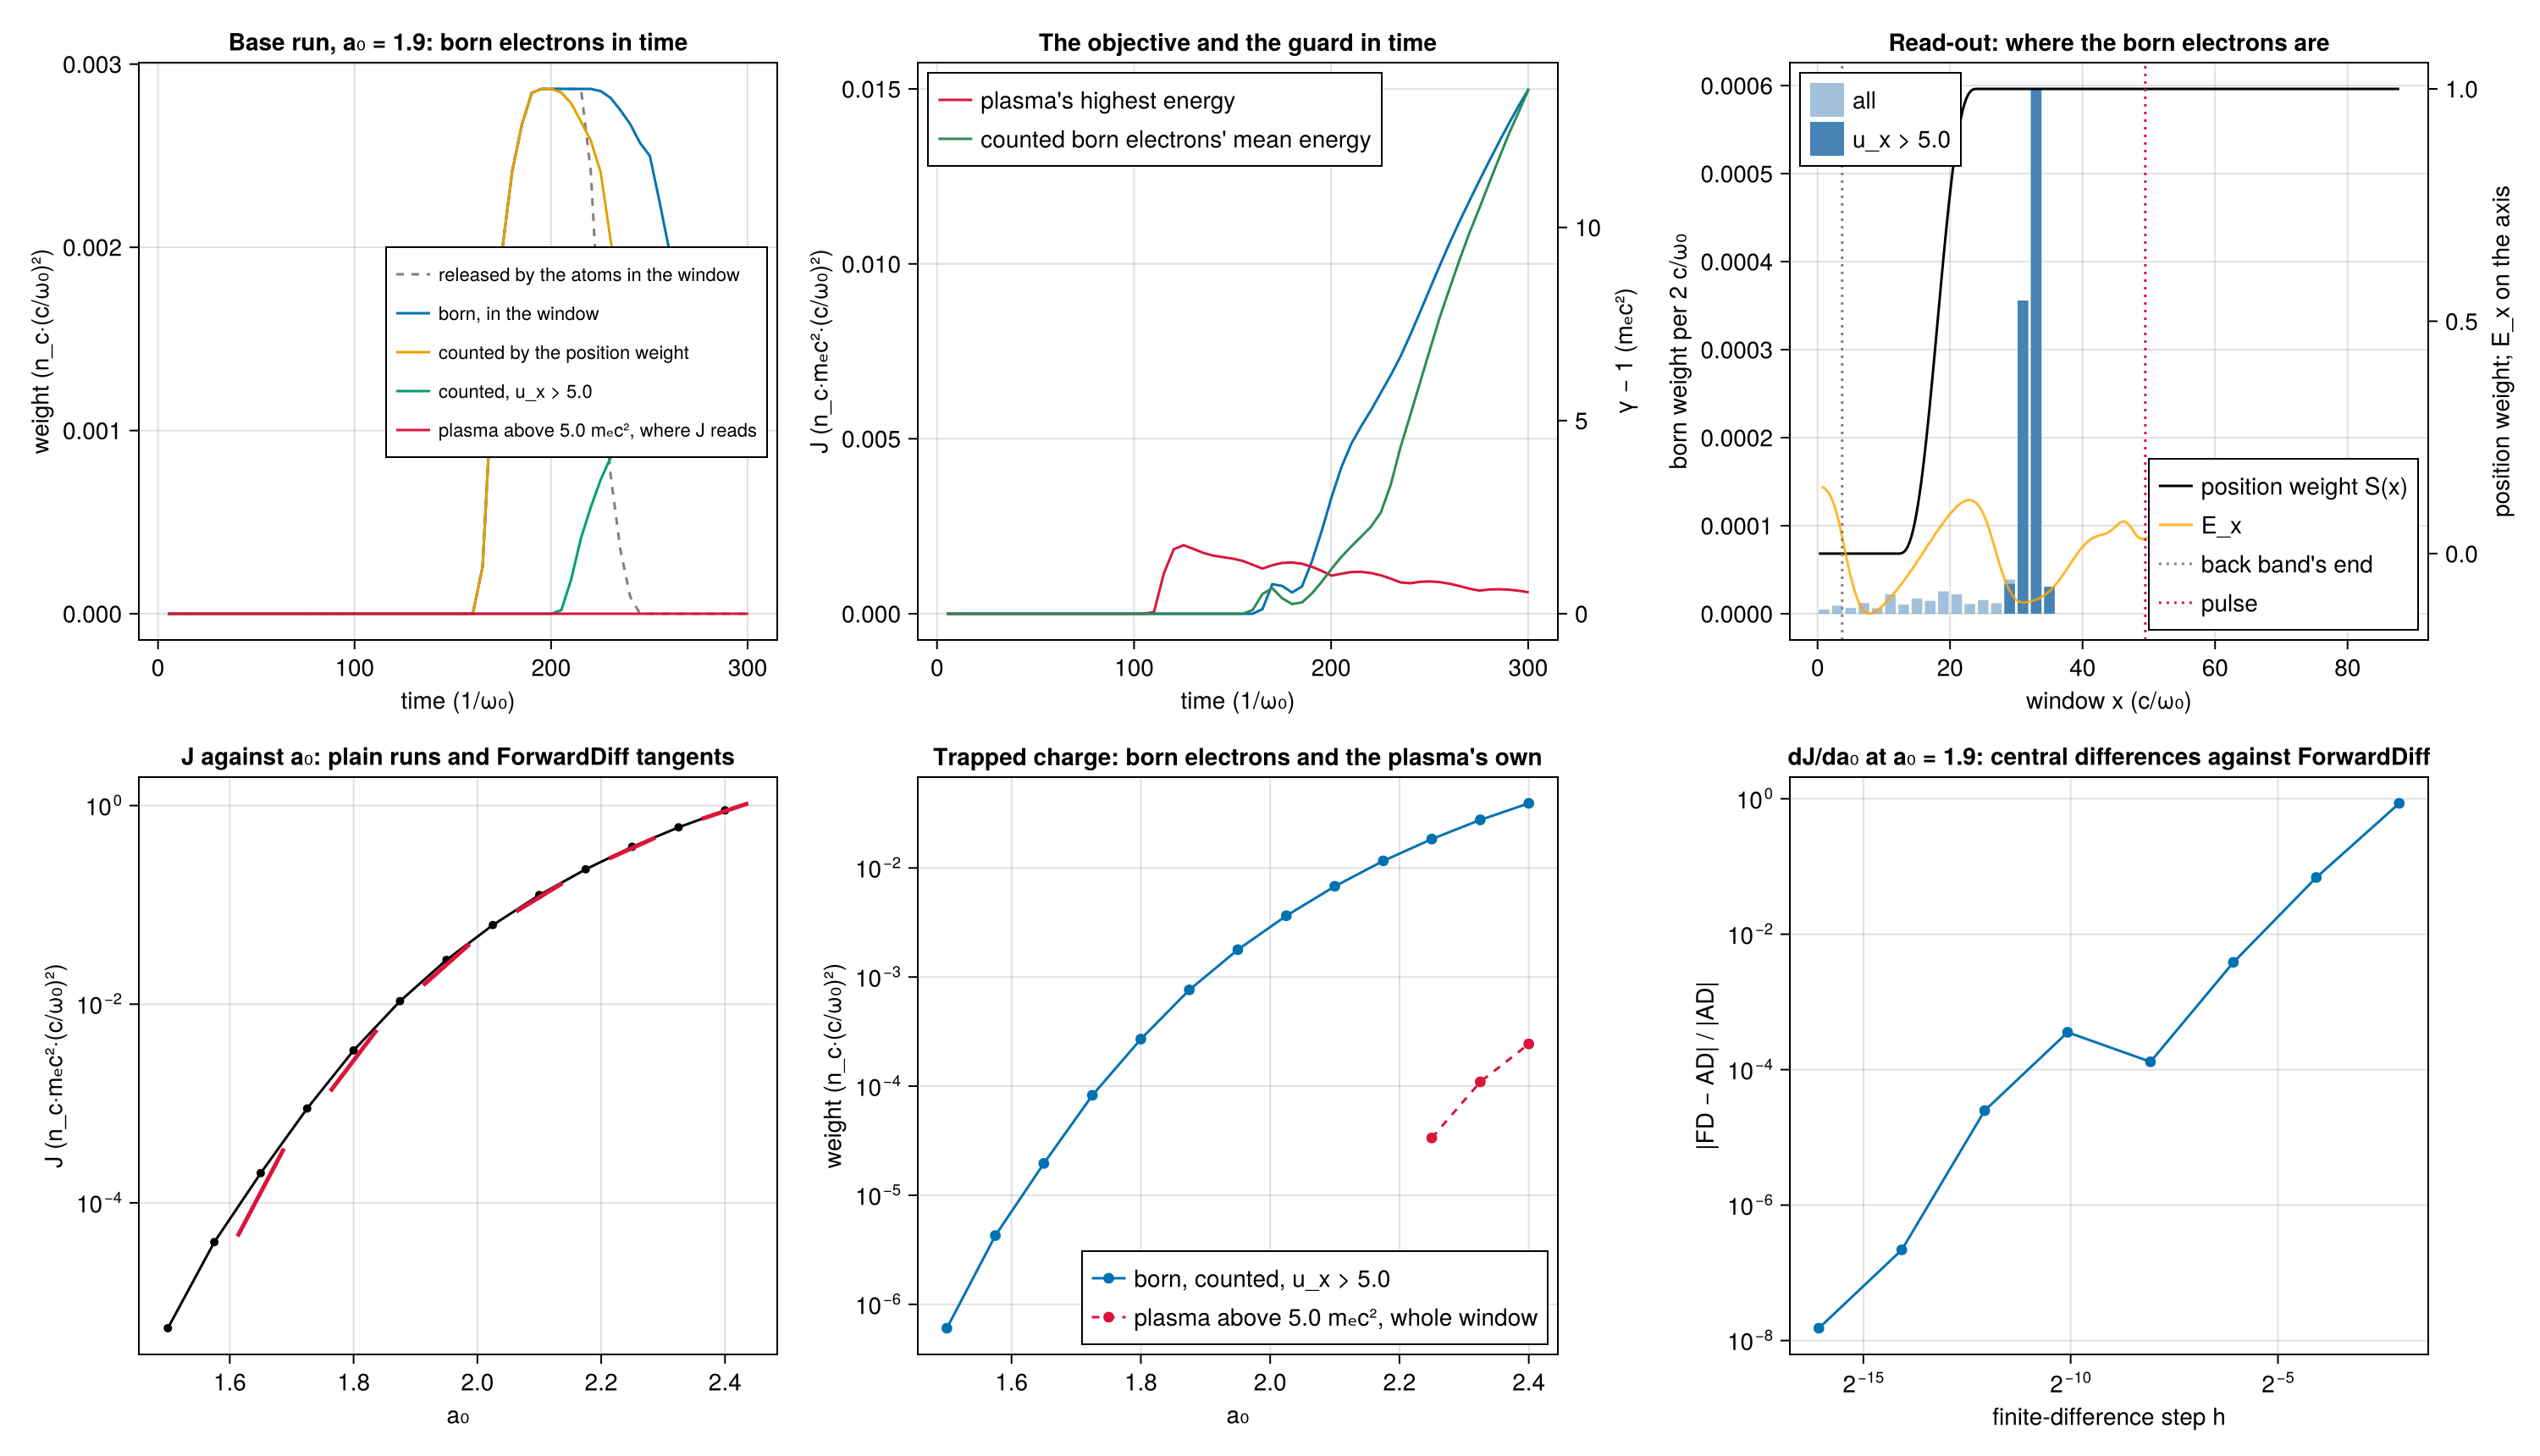 Base run, a₀ = 1.9: born electrons in time
0.003
0.002
0.001
0.000
weight (n_c·(c/ω₀)²)
released by the atoms in the window
born, in the window
counted by the position weight
counted, u_x > 5.0
plasma above 5.0 mₑc², where J reads
0
100
200
300
time (1/ω₀)
The objective and the guard in time
0.015
0.010
0.005
0.000
J (n_c·mₑc²·(c/ω₀)²)
plasma's highest energy
counted born electrons' mean energy
10
5
0
γ − 1 (mₑc²)
0
100
200
300
time (1/ω₀)
Read-out: where the born electrons are
0.0006
0.0005
0.0004
0.0003
0.0002
0.0001
0.0000
born weight per 2 c/ω₀
all
u_x > 5.0
position weight S(x)
E_x
back band's end
pulse
1.0
0.5
0.0
position weight; E_x on the axis
0
20
40
60
80
window x (c/ω₀)
J against a₀: plain runs and ForwardDiff tangents
10⁰
10⁻²
10⁻⁴
J (n_c·mₑc²·(c/ω₀)²)
1.6
1.8
2.0
2.2
2.4
a₀
Trapped charge: born electrons and the plasma's own
10⁻²
10⁻³
10⁻⁴
10⁻⁵
10⁻⁶
weight (n_c·(c/ω₀)²)
born, counted, u_x > 5.0
plasma above 5.0 mₑc², whole window
1.6
1.8
2.0
2.2
2.4
a₀
dJ/da₀ at a₀ = 1.9: central differences against ForwardDiff
10⁰
10⁻²
10⁻⁴
10⁻⁶
10⁻⁸
|FD − AD| / |AD|
2⁻¹⁵
2⁻¹⁰
2⁻⁵
finite-difference step h